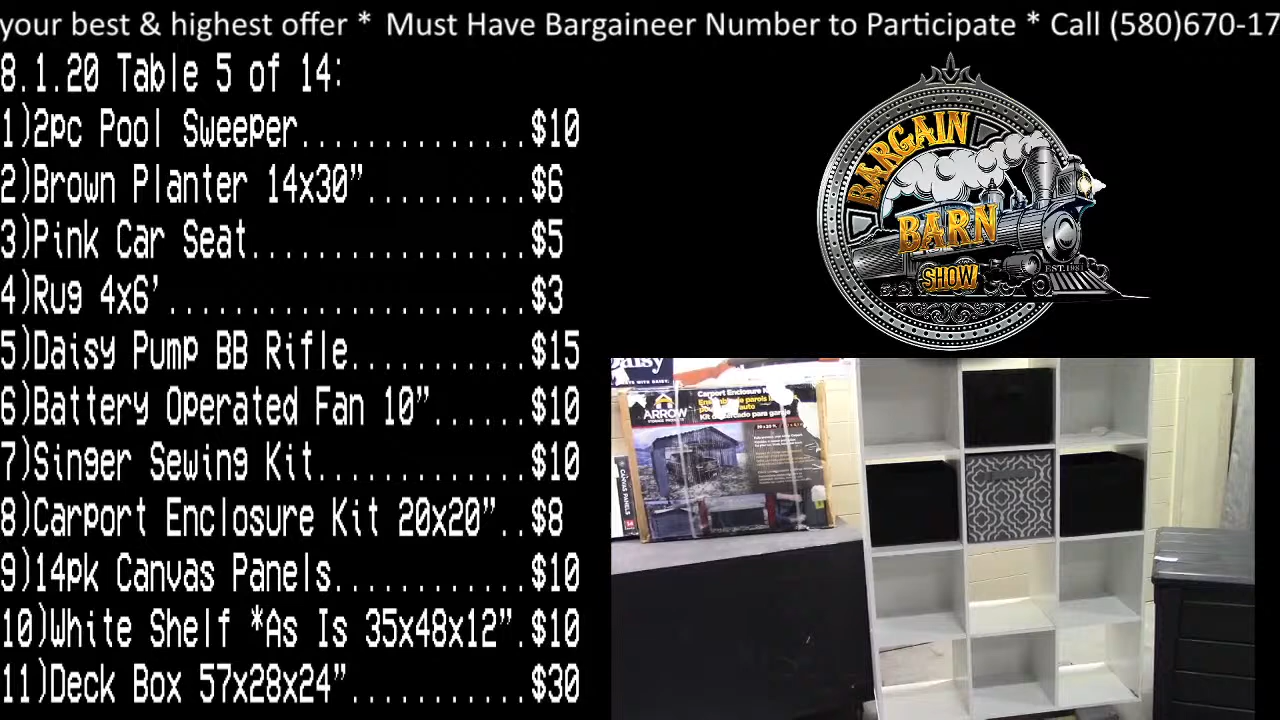 your best & highest offer * Must Have Bargaineer Number to Participate * Call (580)670-17
8.1.20 Table 5 of 14:
1)2pc Pool Sweeper..............$10
2)Brown Planter 14x30”..........$6
3)Pink Car Seat.................$5
4)Rug 4x6’......................$3
5)Daisy Pump BB Rifle...........$15
6)Battery Operated Fan 10”......$10
7)Singer Sewing Kit.............$10
8)Carport Enclosure Kit 20x20”..$8
9)14pk Canvas Panels............$10
10)White Shelf *As Is 35x48x12”.$10
11)Deck Box 57x28x24”...........$30
BARGAIN
BARN
SHOW
Daisy
Carport Enclosure
ARROW
CANVAS PANELS